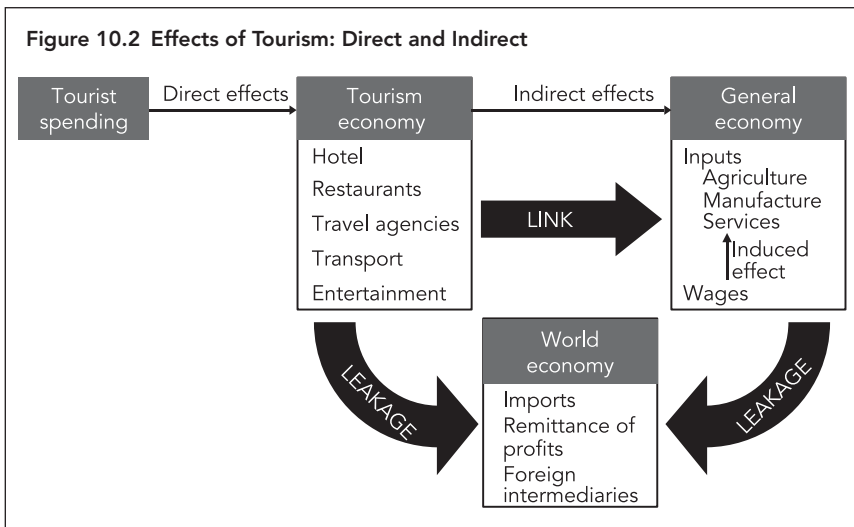 Figure 10.2 Effects of Tourism: Direct and Indirect
Tourist
spending
Direct effects
Tourism
economy
Indirect effects
General
economy
Hotel
Restaurants
Travel agencies
Transport
Entertainment
LINK
Inputs
Agriculture
Manufacture
Services
Induced
effect
Wages
LEAKAGE
World
economy
Imports
Remittance of
profits
Foreign
intermediaries
LEAKAGE